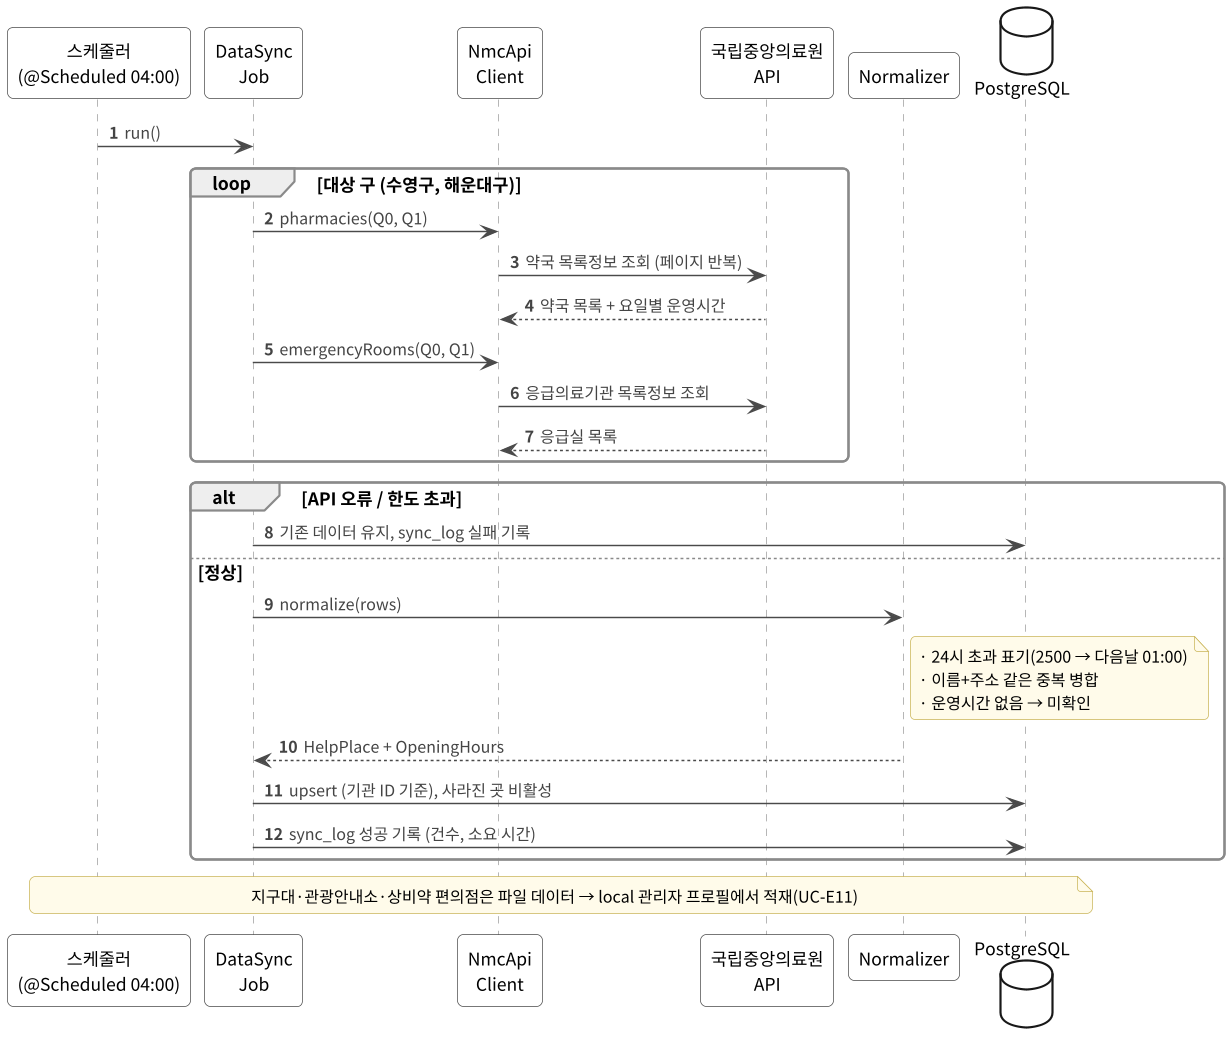 스케줄러
(@Scheduled 04:00)
DataSync
Job
NmcApi
Client
국립중앙의료원
API
Normalizer
PostgreSQL
1 run()
loop [대상 구 (수영구, 해운대구)]
2 pharmacies(Q0, Q1)
3 약국 목록정보 조회 (페이지 반복)
4 약국 목록 + 요일별 운영시간
5 emergencyRooms(Q0, Q1)
6 응급의료기관 목록정보 조회
7 응급실 목록
alt [API 오류 / 한도 초과]
8 기존 데이터 유지, sync_log 실패 기록
[정상]
9 normalize(rows)
· 24시 초과 표기(2500 → 다음날 01:00)
· 이름+주소 같은 중복 병합
· 운영시간 없음 → 미확인
10 HelpPlace + OpeningHours
11 upsert (기관 ID 기준), 사라진 곳 비활성
12 sync_log 성공 기록 (건수, 소요 시간)
지구대·관광안내소·상비약 편의점은 파일 데이터 → local 관리자 프로필에서 적재(UC-E11)
스케줄러
(@Scheduled 04:00)
DataSync
Job
NmcApi
Client
국립중앙의료원
API
Normalizer
PostgreSQL